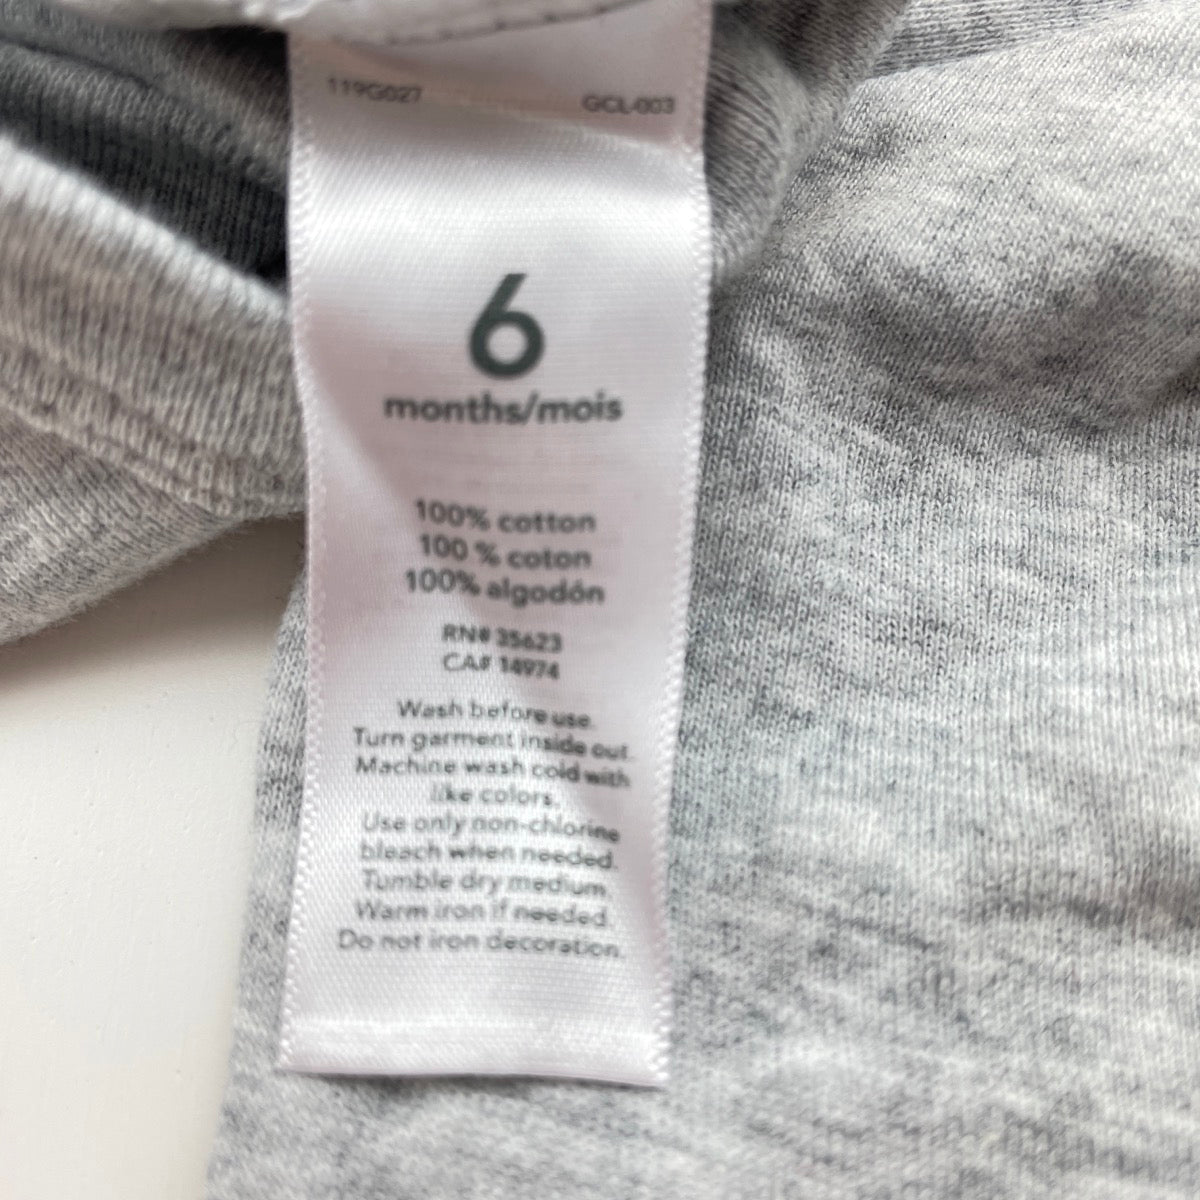 119G027 GCL-003
6
months/mois
100% cotton
100 % coton
100% algodón
RN# 35623
CA# 14974
Wash before use.
Turn garment inside out.
Machine wash cold with
like colors.
Use only non-chlorine
bleach when needed.
Tumble dry medium.
Warm iron if needed.
Do not iron decoration.